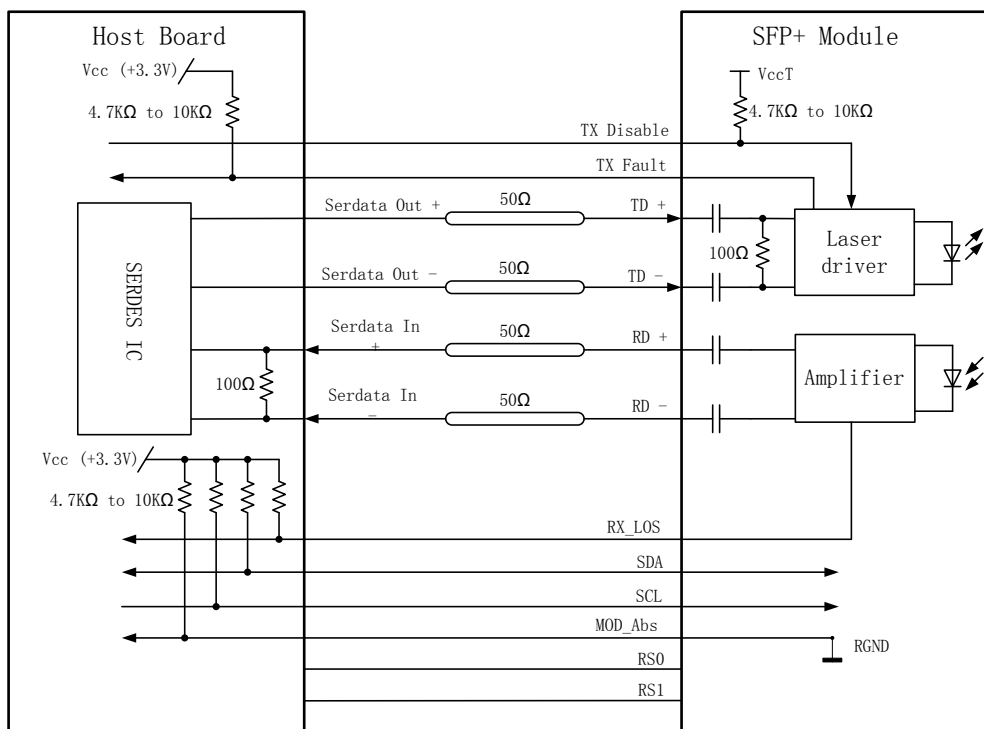 Host Board
SFP+ Module
Vcc (+3.3V)
4.7KΩ to 10KΩ
VccT
4.7KΩ to 10KΩ
TX Disable
TX Fault
SERDES IC
Serdata Out +
50Ω
TD +
Serdata Out -
50Ω
TD -
100Ω
Laser
driver
Serdata In
+
50Ω
RD +
100Ω
Serdata In
-
50Ω
RD -
Amplifier
Vcc (+3.3V)
4.7KΩ to 10KΩ
RX_LOS
SDA
SCL
MOD_Abs
RGND
RS0
RS1